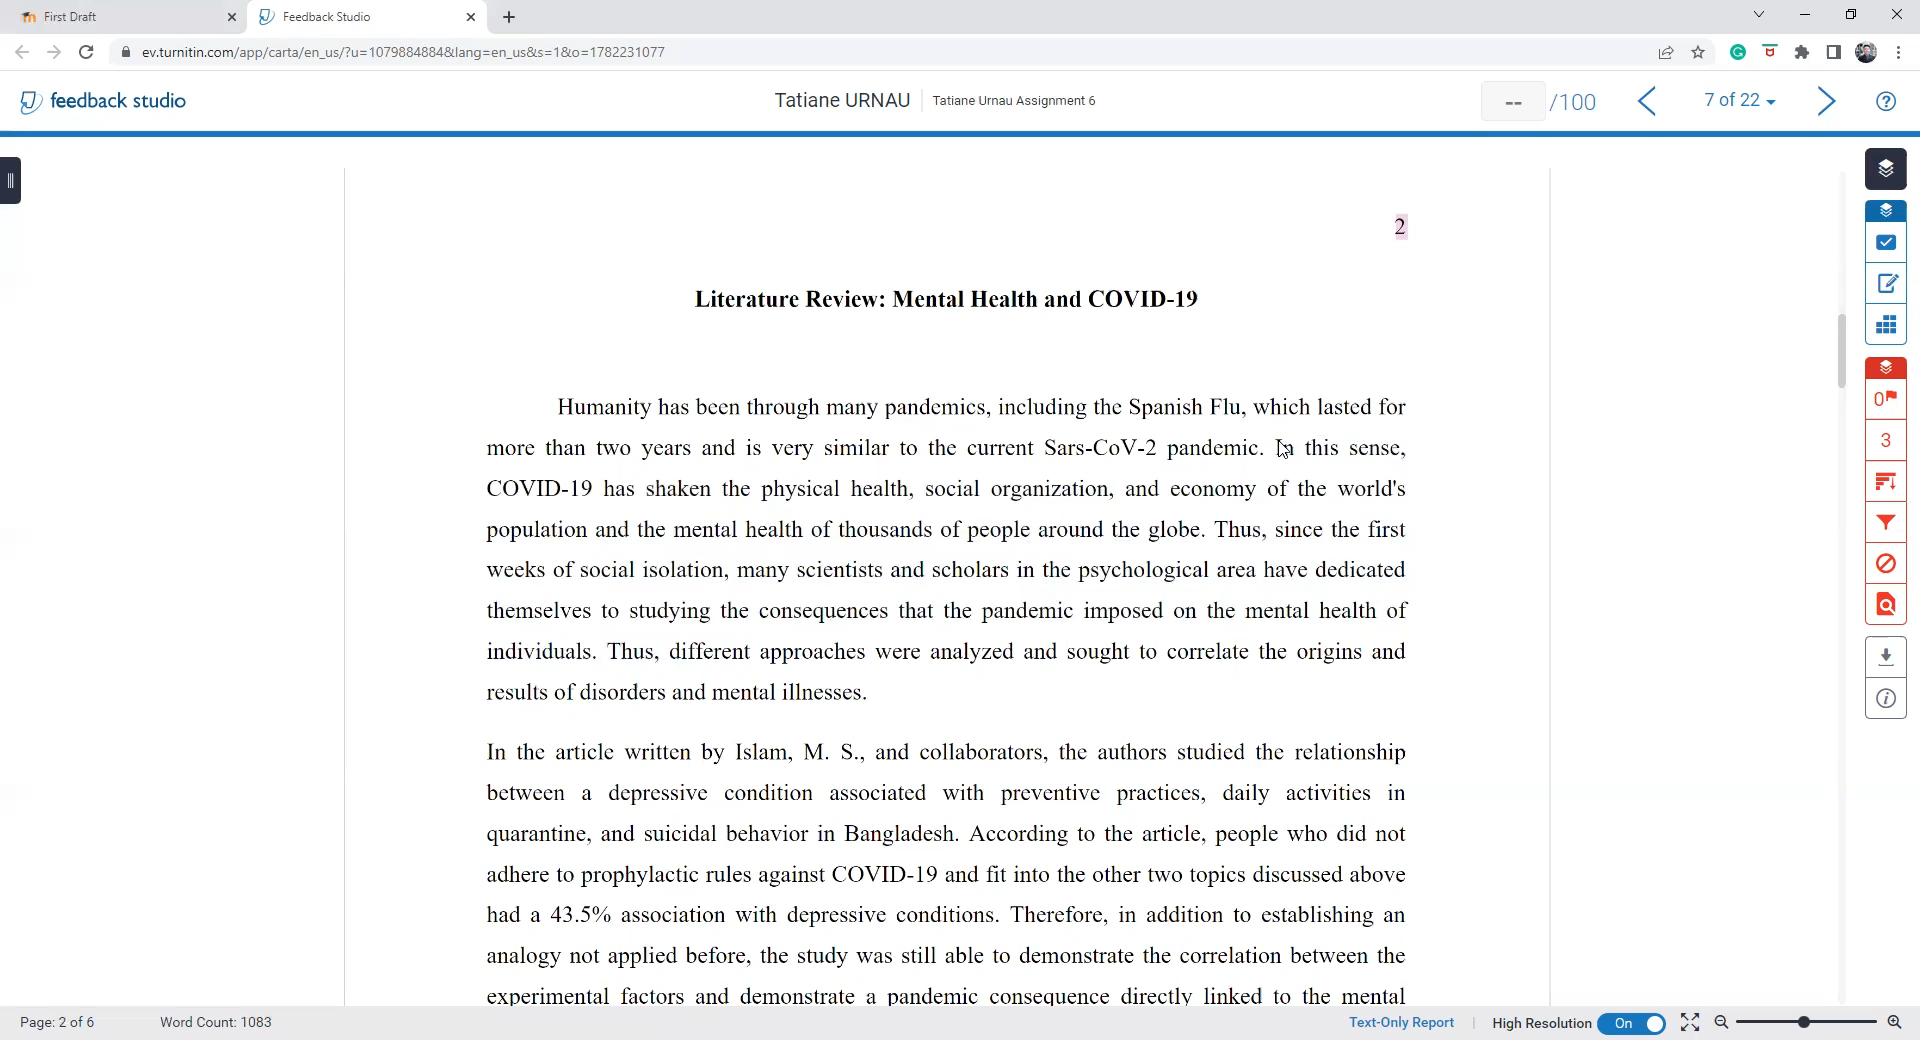 First Draft
Feedback Studio
ev.turnitin.com/app/carta/en_us/?u=1079884884&lang=en_us&s=1&o=1782231077
feedback studio
Tatiane URNAU
Tatiane Urnau Assignment 6
-- /100
7 of 22
2
Literature Review: Mental Health and COVID-19
Humanity has been through many pandemics, including the Spanish Flu, which lasted for
more than two years and is very similar to the current Sars-CoV-2 pandemic. In this sense,
COVID-19 has shaken the physical health, social organization, and economy of the world's
population and the mental health of thousands of people around the globe. Thus, since the first
weeks of social isolation, many scientists and scholars in the psychological area have dedicated
themselves to studying the consequences that the pandemic imposed on the mental health of
individuals. Thus, different approaches were analyzed and sought to correlate the origins and
results of disorders and mental illnesses.
In the article written by Islam, M. S., and collaborators, the authors studied the relationship
between a depressive condition associated with preventive practices, daily activities in
quarantine, and suicidal behavior in Bangladesh. According to the article, people who did not
adhere to prophylactic rules against COVID-19 and fit into the other two topics discussed above
had a 43.5% association with depressive conditions. Therefore, in addition to establishing an
analogy not applied before, the study was still able to demonstrate the correlation between the
experimental factors and demonstrate a pandemic consequence directly linked to the mental
0
3
Page: 2 of 6
Word Count: 1083
Text-Only Report
High Resolution
On